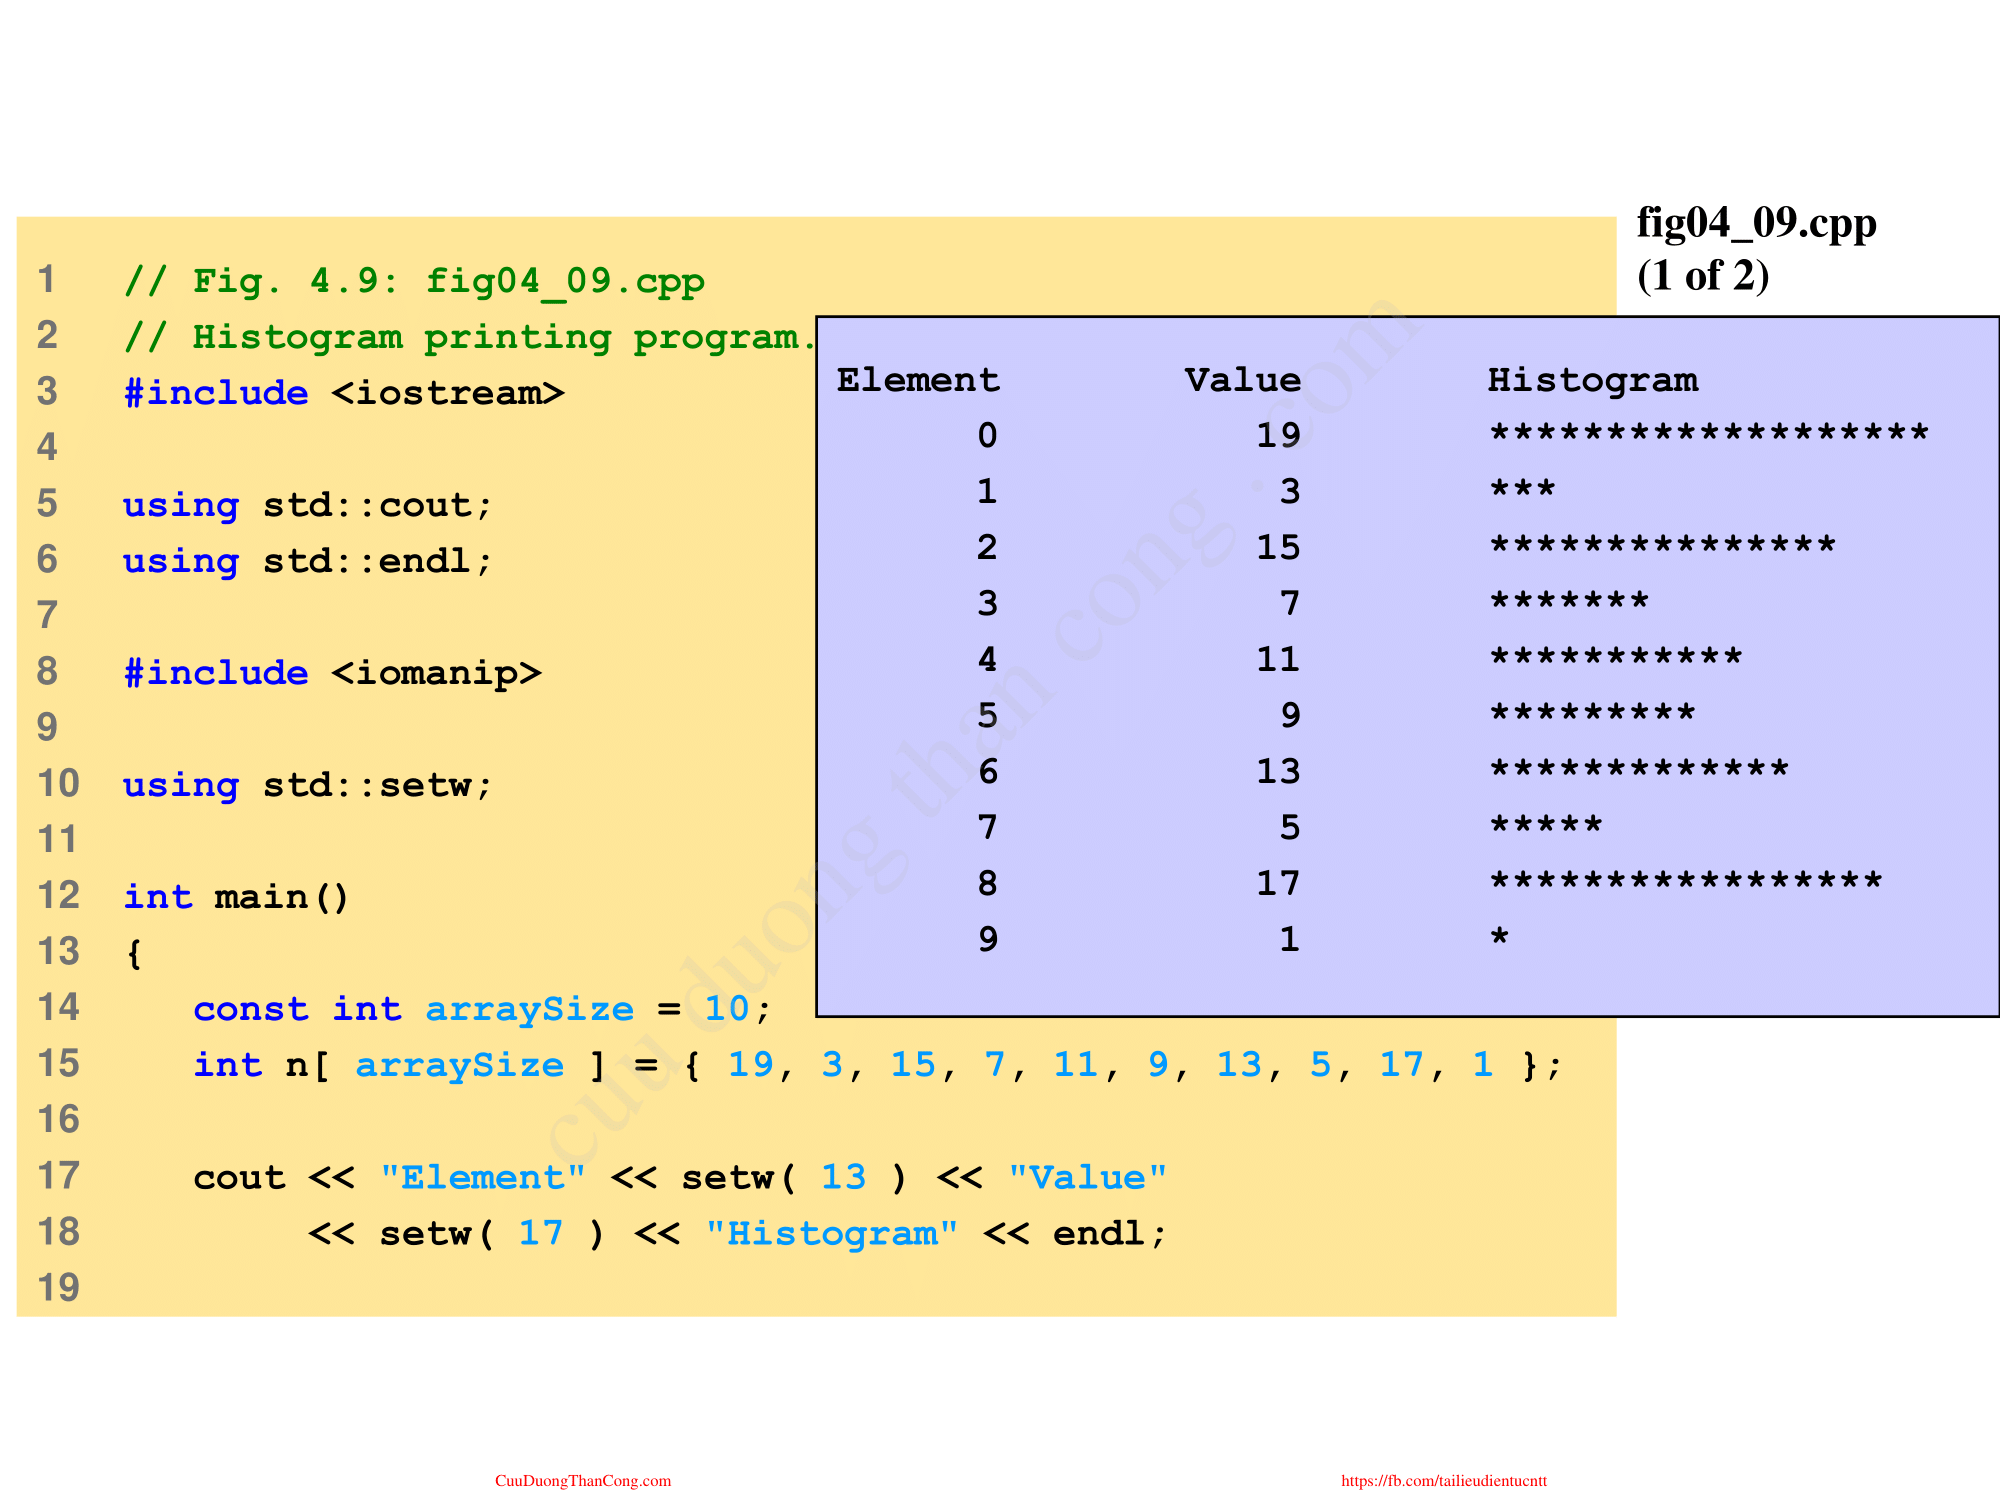 fig04_09.cpp
(1 of 2)
1 // Fig. 4.9: fig04_09.cpp
2 // Histogram printing program.
3 #include <iostream>
4
5 using std::cout;
6 using std::endl;
7
8 #include <iomanip>
9
10 using std::setw;
11
12 int main()
13 {
14 const int arraySize = 10;
15 int n[ arraySize ] = { 19, 3, 15, 7, 11, 9, 13, 5, 17, 1 };
16
17 cout << "Element" << setw( 13 ) << "Value"
18 << setw( 17 ) << "Histogram" << endl;
19
Element Value Histogram
0 19 *******************
1 3 ***
2 15 ***************
3 7 *******
4 11 ***********
5 9 *********
6 13 *************
7 5 *****
8 17 *****************
9 1 *
cuu duong than cong . com
CuuDuongThanCong.com
https://fb.com/tailieudientucntt